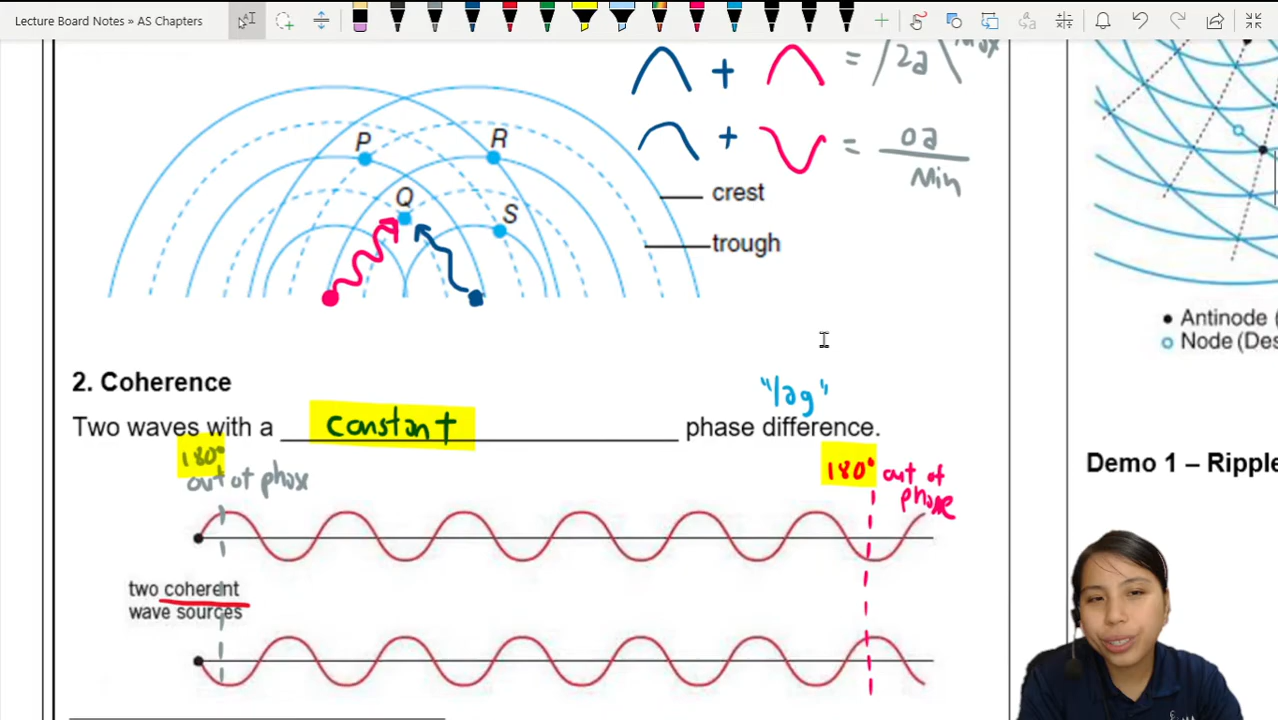 Lecture Board Notes » AS Chapters
+ = |2a| Max
P R
+ = 0a
Min
Q
crest
S
trough
Antinode (
Node (Des
2. Coherence
"lag"
Two waves with a constant phase difference.
180°
out of phase
180° out of
phase
Demo 1 – Ripple
two coherent
wave sources